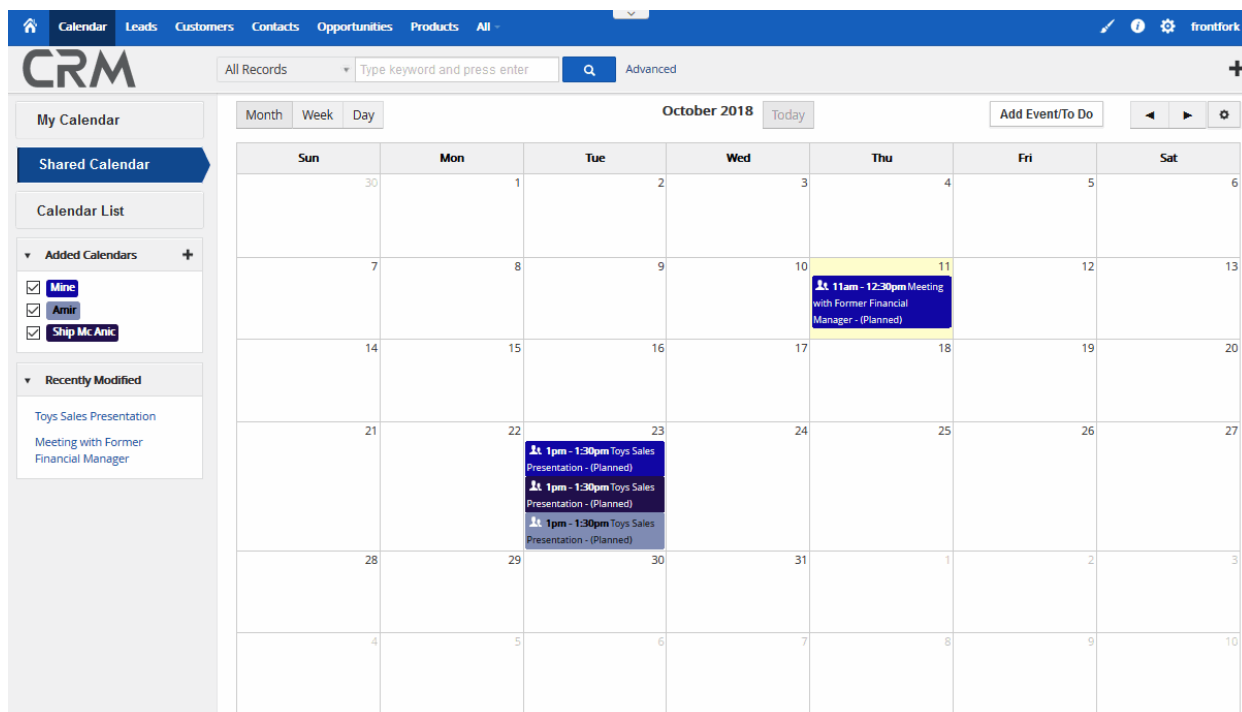 Calendar Leads Customers Contacts Opportunities Products All frontfork
CRM
All Records Type keyword and press enter Advanced
My Calendar
Shared Calendar
Calendar List
Added Calendars
Mine
Amir
Ship Mc Anic
Recently Modified
Toys Sales Presentation
Meeting with Former
Financial Manager
Month Week Day October 2018 Today Add Event/To Do
Sun Mon Tue Wed Thu Fri Sat
30 1 2 3 4 5 6
7 8 9 10 11 12 13
11am - 12:30pm Meeting
with Former Financial
Manager - (Planned)
14 15 16 17 18 19 20
21 22 23 24 25 26 27
1pm - 1:30pm Toys Sales
Presentation - (Planned)
1pm - 1:30pm Toys Sales
Presentation - (Planned)
1pm - 1:30pm Toys Sales
Presentation - (Planned)
28 29 30 31 1 2 3
4 5 6 7 8 9 10